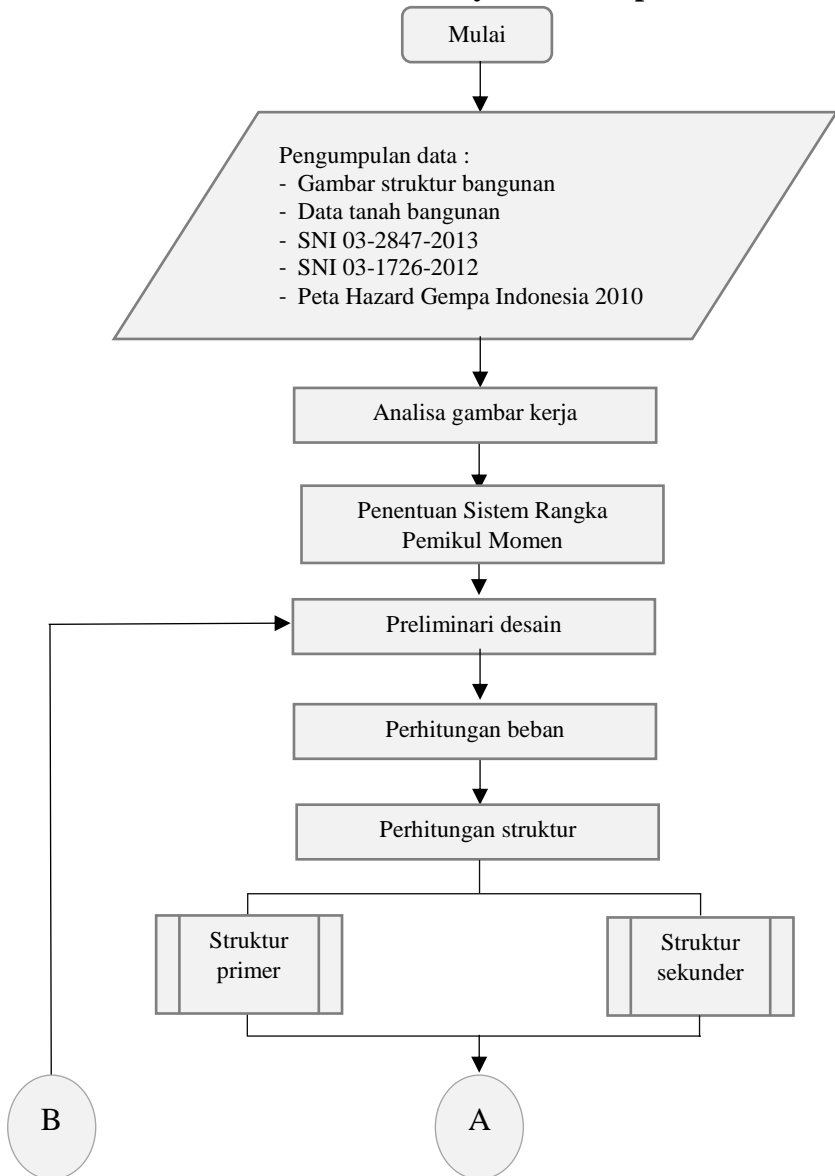 Mulai
Pengumpulan data :
- Gambar struktur bangunan
- Data tanah bangunan
- SNI 03-2847-2013
- SNI 03-1726-2012
- Peta Hazard Gempa Indonesia 2010
Analisa gambar kerja
Penentuan Sistem Rangka
Pemikul Momen
Preliminari desain
Perhitungan beban
Perhitungan struktur
Struktur
primer
Struktur
sekunder
B
A